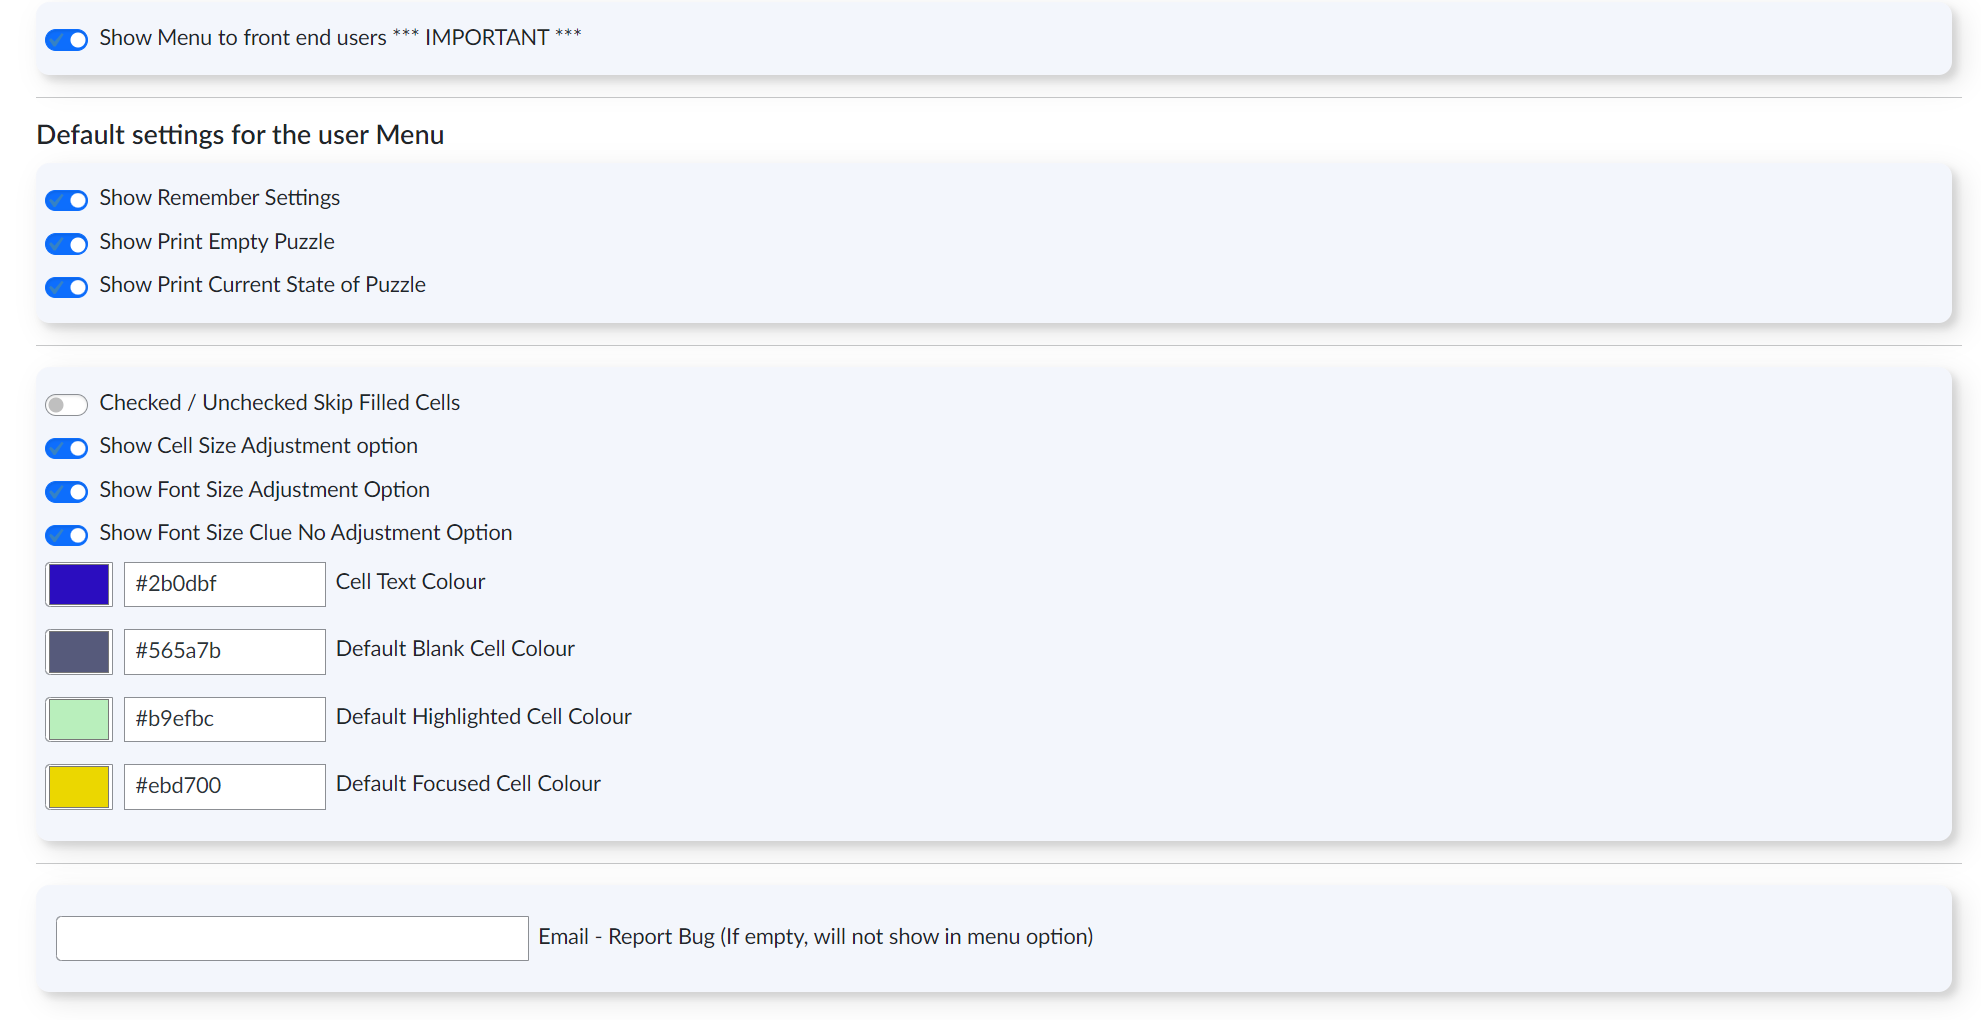 Show Menu to front end users *** IMPORTANT ***
Default settings for the user Menu
Show Remember Settings
Show Print Empty Puzzle
Show Print Current State of Puzzle
Checked / Unchecked Skip Filled Cells
Show Cell Size Adjustment option
Show Font Size Adjustment Option
Show Font Size Clue No Adjustment Option
#2b0dbf Cell Text Colour
#565a7b Default Blank Cell Colour
#b9efbc Default Highlighted Cell Colour
#ebd700 Default Focused Cell Colour
Email - Report Bug (If empty, will not show in menu option)